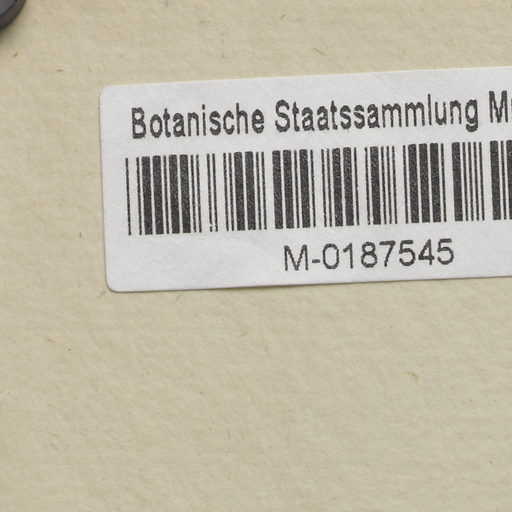 Botanische Staatssammlung
M-0187545